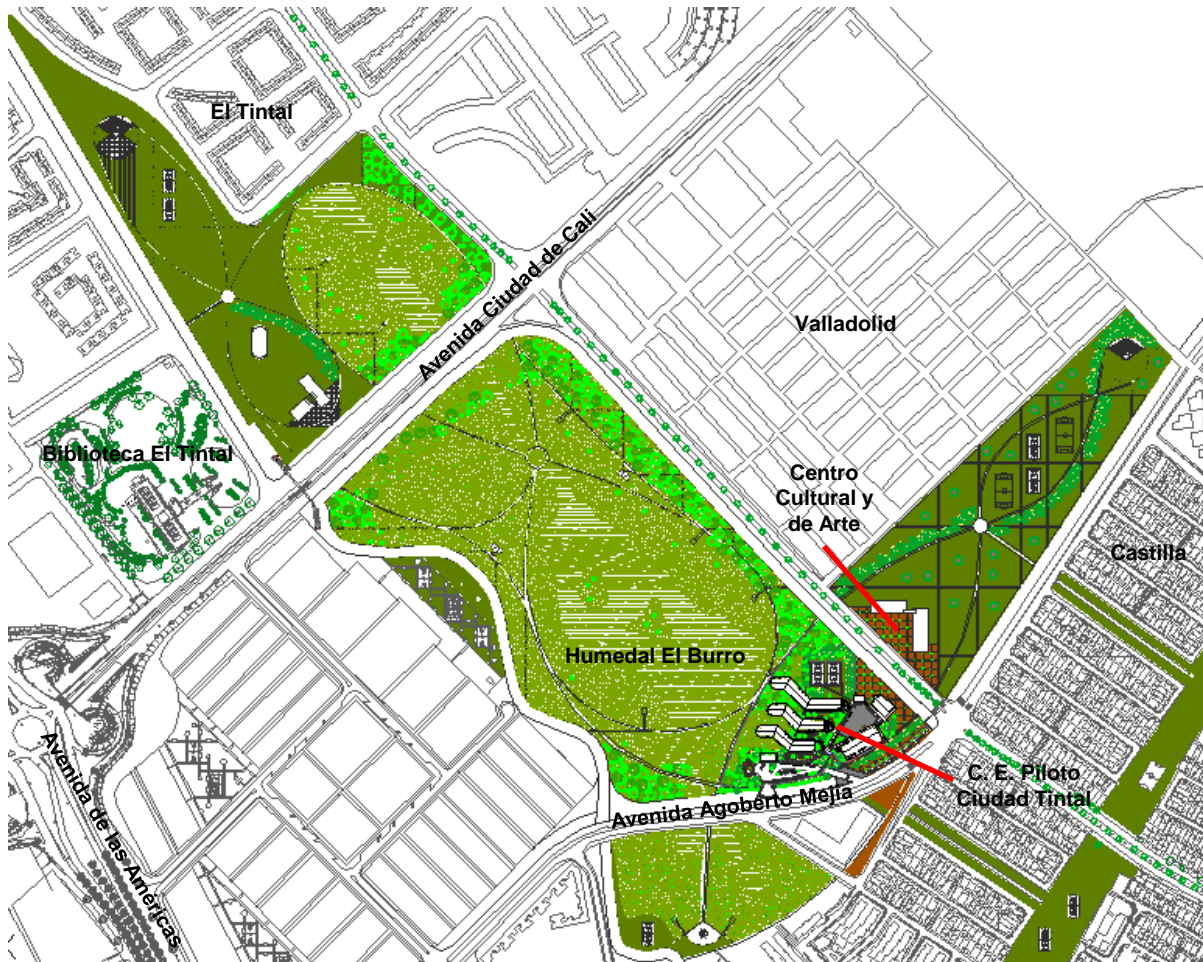 El Tintal
Avenida Ciudad de Cali
Valladolid
Biblioteca El Tintal
Centro
Cultural y
de Arte
Castilla
Humedal El Burro
Avenida de las Américas
C. E. Piloto
Ciudad Tintal
Avenida Agoberto Mejía